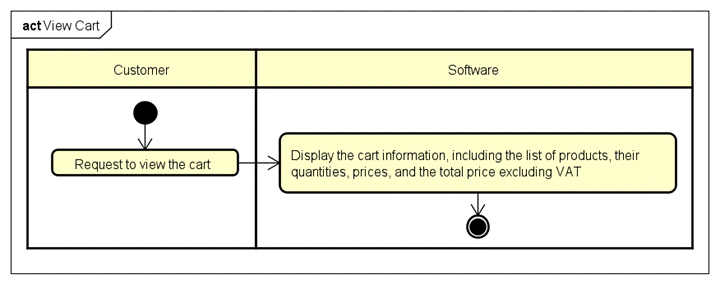 act View Cart
Customer
Software
Request to view the cart
Display the cart information, including the list of products, their
quantities, prices, and the total price excluding VAT